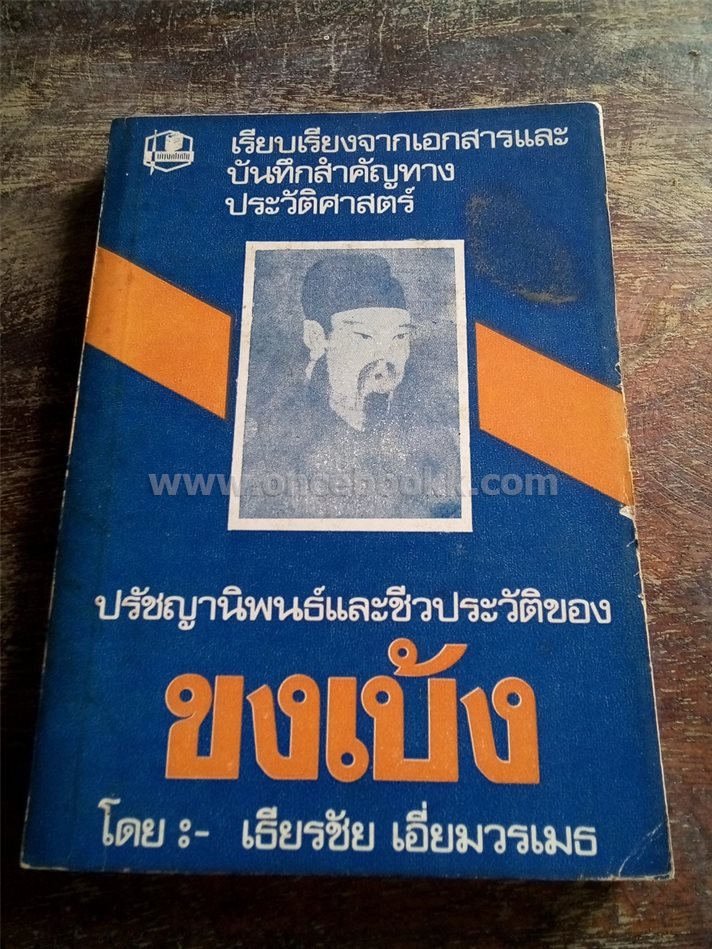 เรียบเรียงจากเอกสารและ
บันทึกสำคัญทาง
ประวัติศาสตร์
www.oncebookk.com
ปรัชญานิพนธ์และชีวประวัติของ
ขงเบ้ง
โดย :- เธียรชัย เอี่ยมวรเมธ